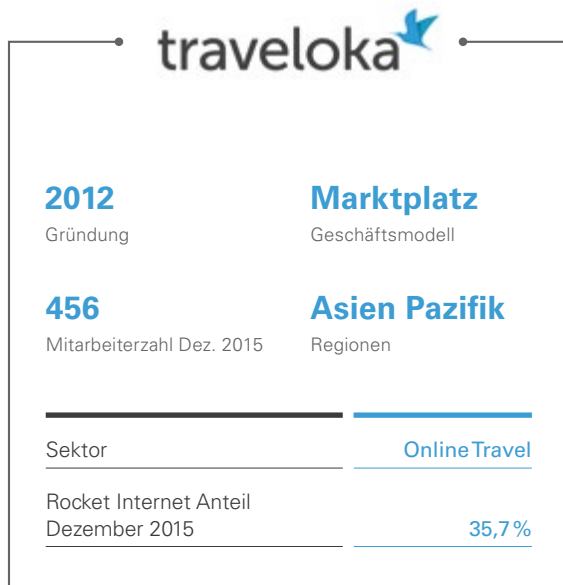 traveloka
2012
Gründung
Marktplatz
Geschäftsmodell
456
Mitarbeiterzahl Dez. 2015
Asien Pazifik
Regionen
Sektor
Online Travel
Rocket Internet Anteil
Dezember 2015
35,7 %